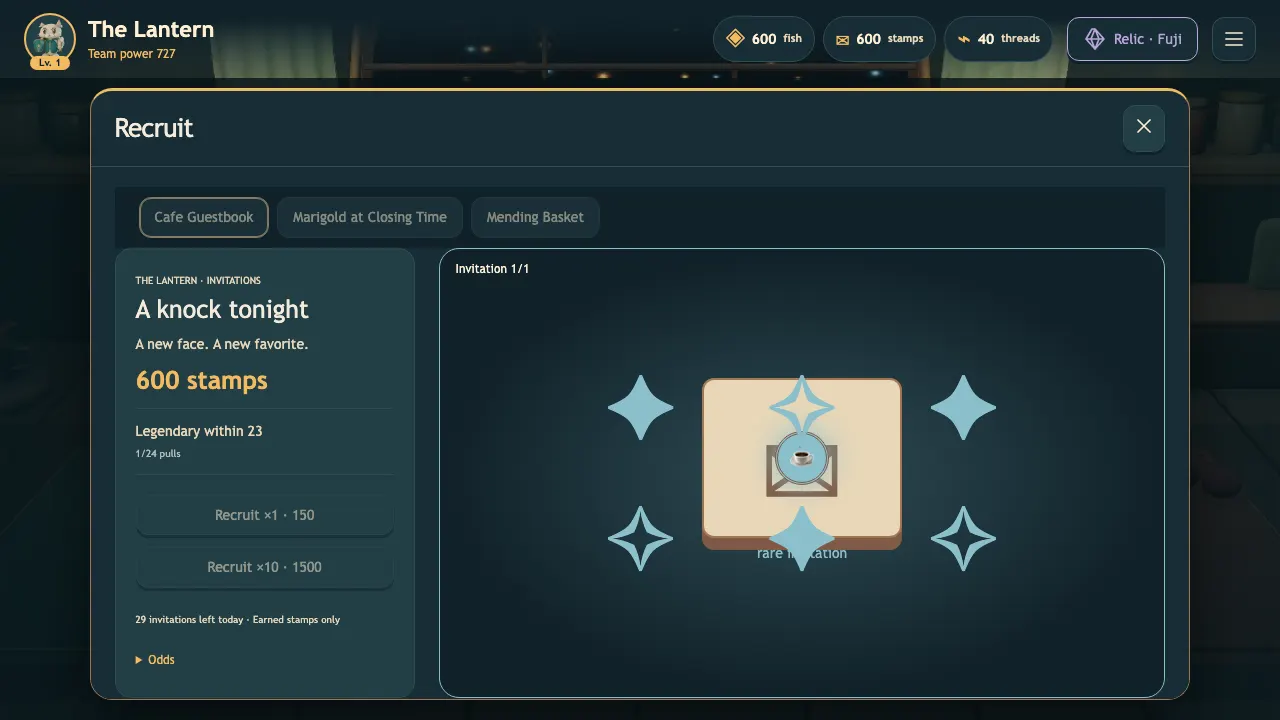 The Lantern
Team power 727
Lv. 1
600 fish
600 stamps
40 threads
Relic · Fuji
Recruit
Cafe Guestbook
Marigold at Closing Time
Mending Basket
THE LANTERN · INVITATIONS
A knock tonight
A new face. A new favorite.
600 stamps
Legendary within 23
1/24 pulls
Recruit ×1 · 150
Recruit ×10 · 1500
29 invitations left today · Earned stamps only
Odds
Invitation 1/1
rare